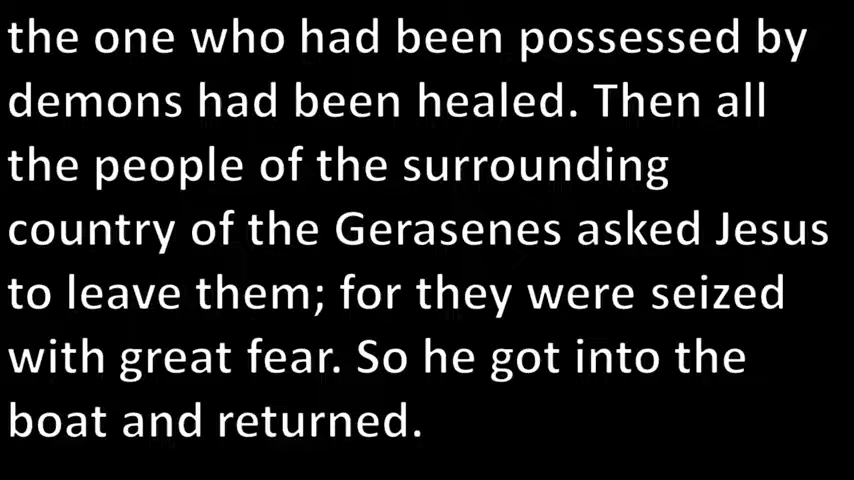 the one who had been possessed by
demons had been healed. Then all
the people of the surrounding
country of the Gerasenes asked Jesus
to leave them; for they were seized
with great fear. So he got into the
boat and returned.